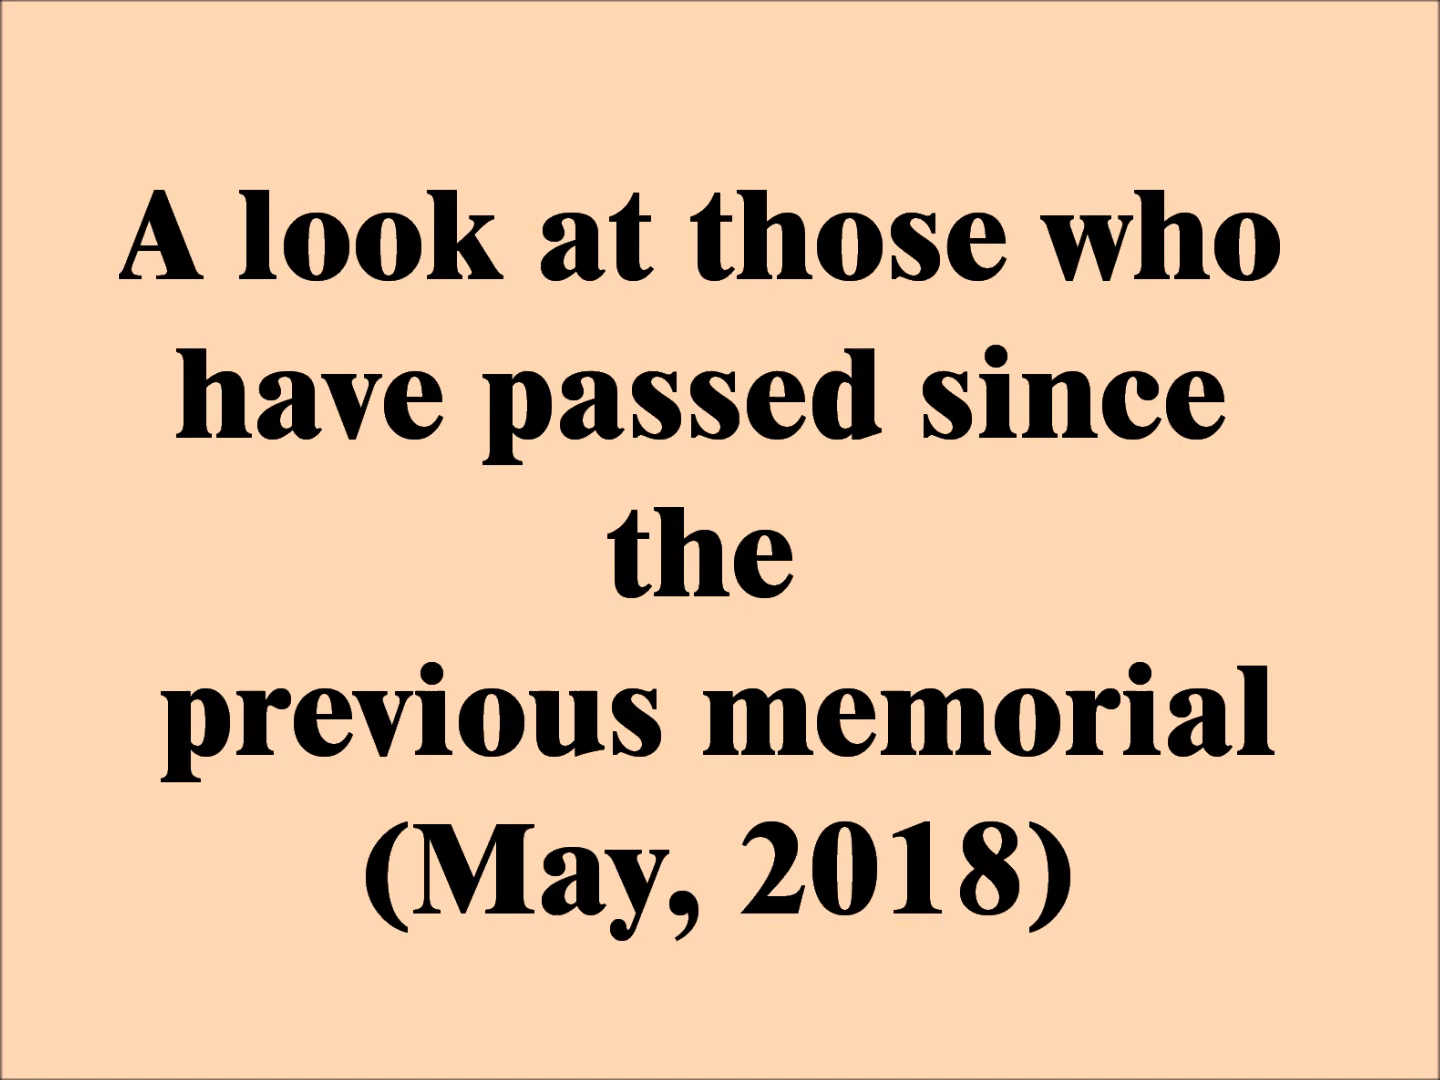 A look at those who
have passed since
the
previous memorial
(May, 2018)